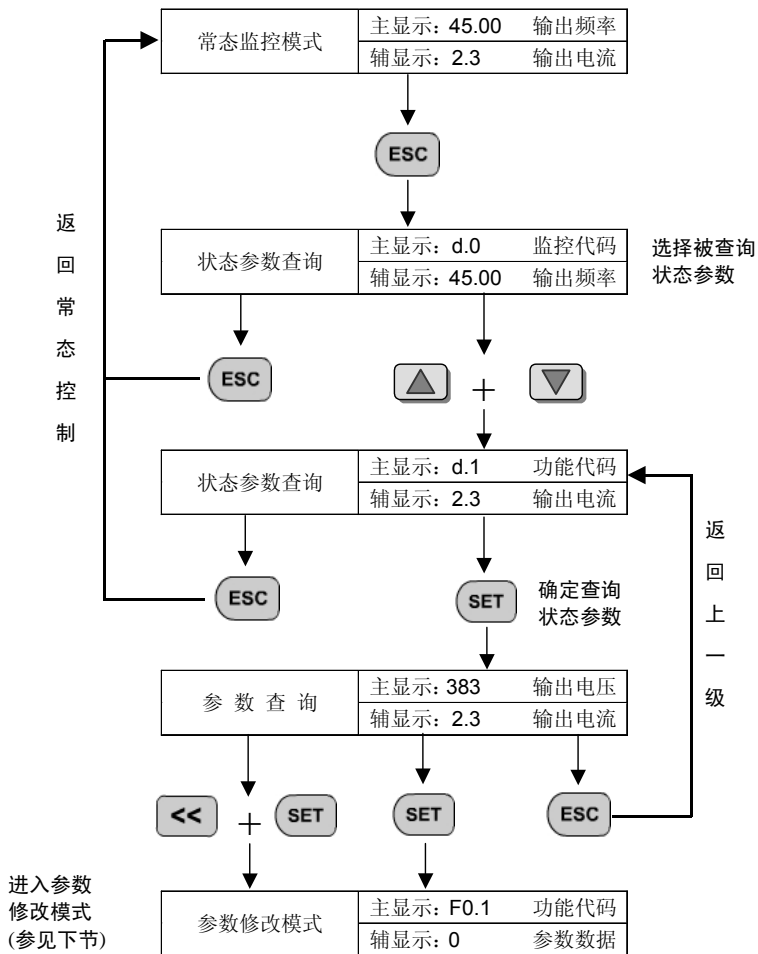 常态监控模式
主显示: 45.00 输出频率
辅显示: 2.3 输出电流
ESC
返回常态控制
状态参数查询
主显示: d.0 监控代码
辅显示: 45.00 输出频率
选择被查询
状态参数
ESC
+
状态参数查询
主显示: d.1 功能代码
辅显示: 2.3 输出电流
返回上一级
ESC
SET
确定查询
状态参数
参 数 查 询
主显示: 383 输出电压
辅显示: 2.3 输出电流
<< + SET
SET
ESC
进入参数
修改模式
(参见下节)
参数修改模式
主显示: F0.1 功能代码
辅显示: 0 参数数据